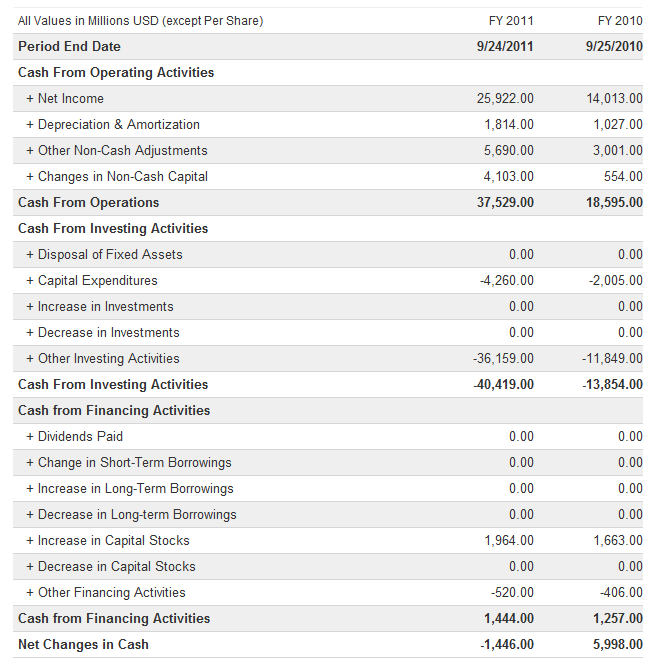 All Values in Millions USD (except Per Share) FY 2011 FY 2010
Period End Date 9/24/2011 9/25/2010
Cash From Operating Activities
+ Net Income 25,922.00 14,013.00
+ Depreciation & Amortization 1,814.00 1,027.00
+ Other Non-Cash Adjustments 5,690.00 3,001.00
+ Changes in Non-Cash Capital 4,103.00 554.00
Cash From Operations 37,529.00 18,595.00
Cash From Investing Activities
+ Disposal of Fixed Assets 0.00 0.00
+ Capital Expenditures -4,260.00 -2,005.00
+ Increase in Investments 0.00 0.00
+ Decrease in Investments 0.00 0.00
+ Other Investing Activities -36,159.00 -11,849.00
Cash From Investing Activities -40,419.00 -13,854.00
Cash from Financing Activities
+ Dividends Paid 0.00 0.00
+ Change in Short-Term Borrowings 0.00 0.00
+ Increase in Long-Term Borrowings 0.00 0.00
+ Decrease in Long-term Borrowings 0.00 0.00
+ Increase in Capital Stocks 1,964.00 1,663.00
+ Decrease in Capital Stocks 0.00 0.00
+ Other Financing Activities -520.00 -406.00
Cash from Financing Activities 1,444.00 1,257.00
Net Changes in Cash -1,446.00 5,998.00